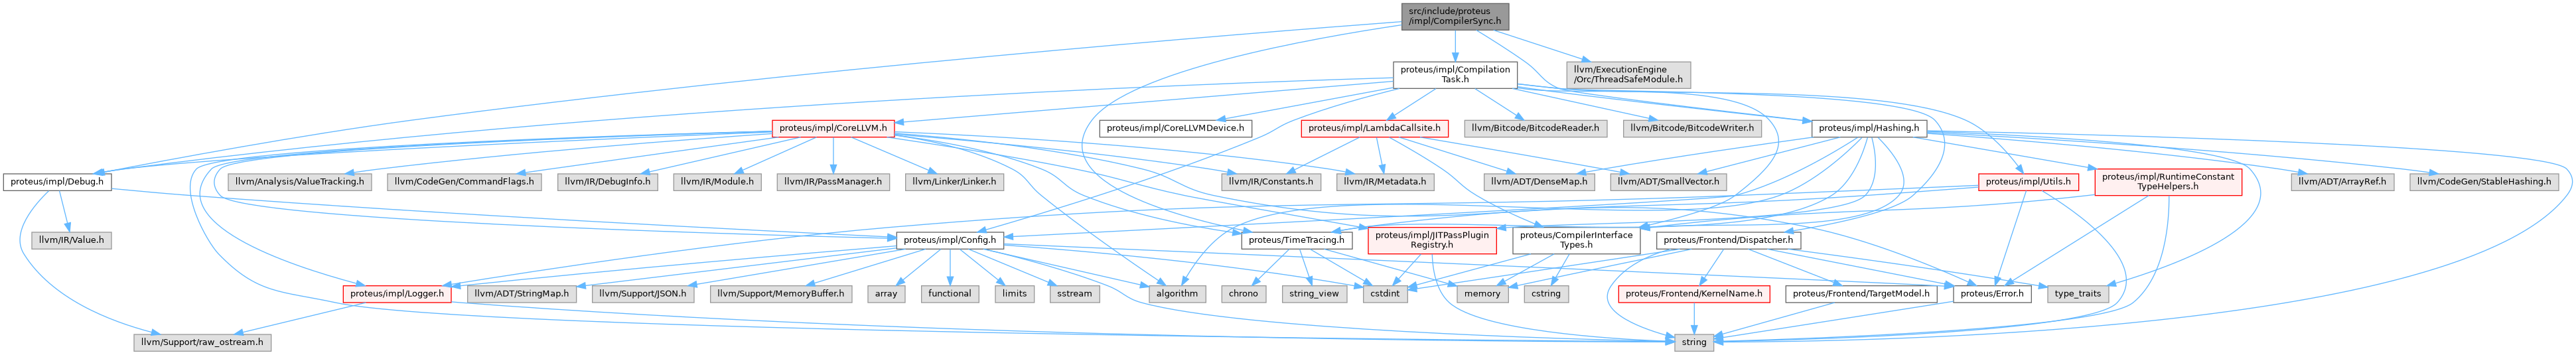 src/include/proteus
/impl/CompilerSync.h
proteus/impl/Compilation
Task.h
llvm/ExecutionEngine
/Orc/ThreadSafeModule.h
proteus/impl/CoreLLVM.h
proteus/impl/CoreLLVMDevice.h
proteus/impl/LambdaCallsite.h
llvm/Bitcode/BitcodeReader.h
llvm/Bitcode/BitcodeWriter.h
proteus/impl/Hashing.h
proteus/impl/Debug.h
llvm/Analysis/ValueTracking.h
llvm/CodeGen/CommandFlags.h
llvm/IR/DebugInfo.h
llvm/IR/Module.h
llvm/IR/PassManager.h
llvm/Linker/Linker.h
llvm/IR/Constants.h
llvm/IR/Metadata.h
llvm/ADT/DenseMap.h
llvm/ADT/SmallVector.h
proteus/impl/Utils.h
proteus/impl/RuntimeConstant
TypeHelpers.h
llvm/ADT/ArrayRef.h
llvm/CodeGen/StableHashing.h
llvm/IR/Value.h
proteus/impl/Config.h
proteus/TimeTracing.h
proteus/impl/JITPassPlugin
Registry.h
proteus/CompilerInterface
Types.h
proteus/Frontend/Dispatcher.h
proteus/impl/Logger.h
llvm/ADT/StringMap.h
llvm/Support/JSON.h
llvm/Support/MemoryBuffer.h
array
functional
limits
sstream
algorithm
chrono
string_view
cstdint
memory
cstring
proteus/Frontend/KernelName.h
proteus/Frontend/TargetModel.h
proteus/Error.h
type_traits
llvm/Support/raw_ostream.h
string